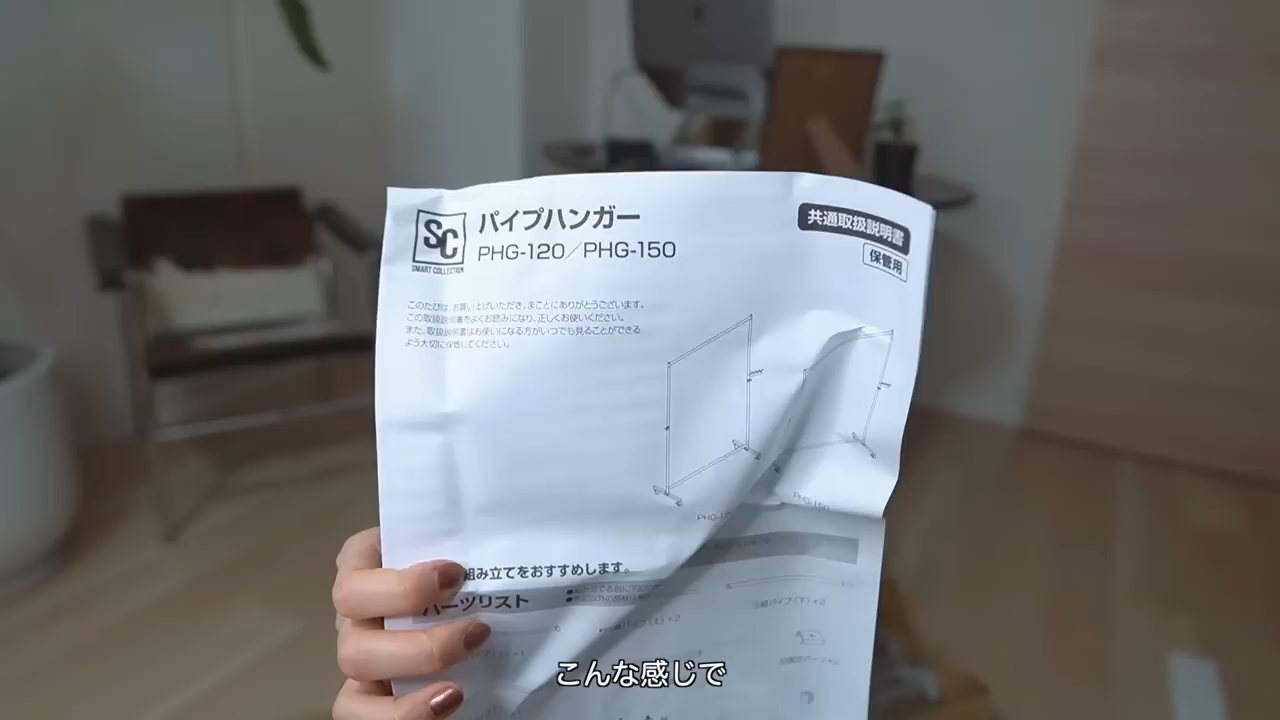 SC
SMART COLLECTION
パイプハンガー
PHG-120／PHG-150
共通取扱説明書
保管用
このたびは、お買い上げいただき、まことにありがとうございます。
この取扱説明書をよくお読みになり、正しくお使いください。
また、取扱説明書はお使いになる方がいつでも見ることができる
よう大切に保管してください。
PHG-150
組み立てをおすすめします。
パーツリスト
こんな感じで